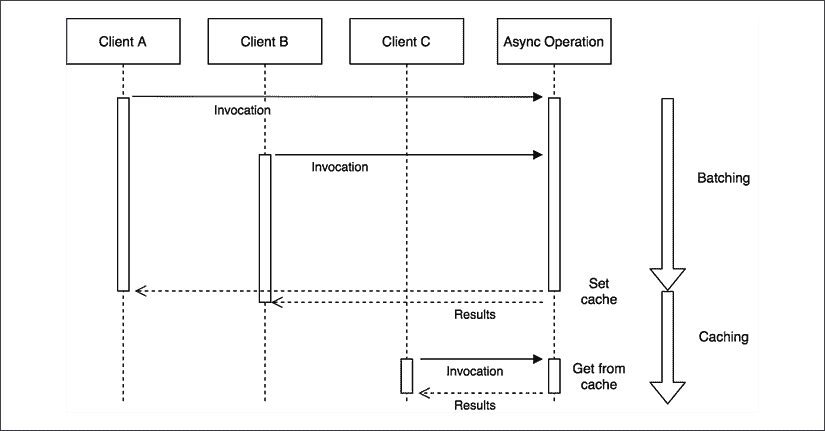 Client A
Client B
Client C
Async Operation
Invocation
Invocation
Batching
Set
cache
Results
Caching
Invocation
Get from
cache
Results